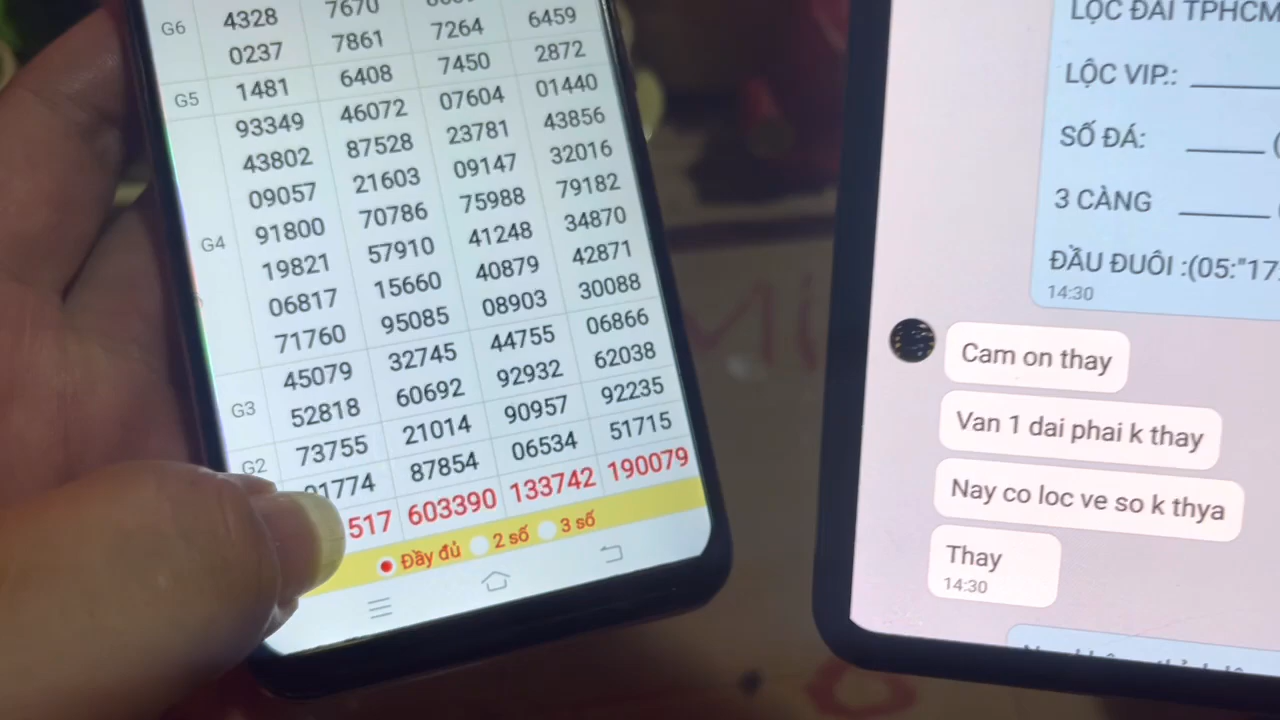 G6 4328 7670 7264 6459
0237 7861
G5 1481 6408 7450 2872
G4 93349 46072 07604 01440
43802 87528 23781 43856
09057 21603 09147 32016
91800 70786 75988 79182
19821 57910 41248 34870
06817 15660 40879 42871
71760 95085 08903 30088
G3 45079 32745 44755 06866
52818 60692 92932 62038
G2 73755 21014 90957 92235
1774 87854 06534 51715
517 603390 133742 190079
Đầy đủ 2 số 3 số
LỘC ĐÀI TPHCM
LỘC VIP.: ______
SỐ ĐÁ: _____ (
3 CÀNG ______ (
ĐẦU ĐUÔI :(05:"17:
14:30
Cam on thay
Van 1 dai phai k thay
Nay co loc ve so k thya
Thay
14:30